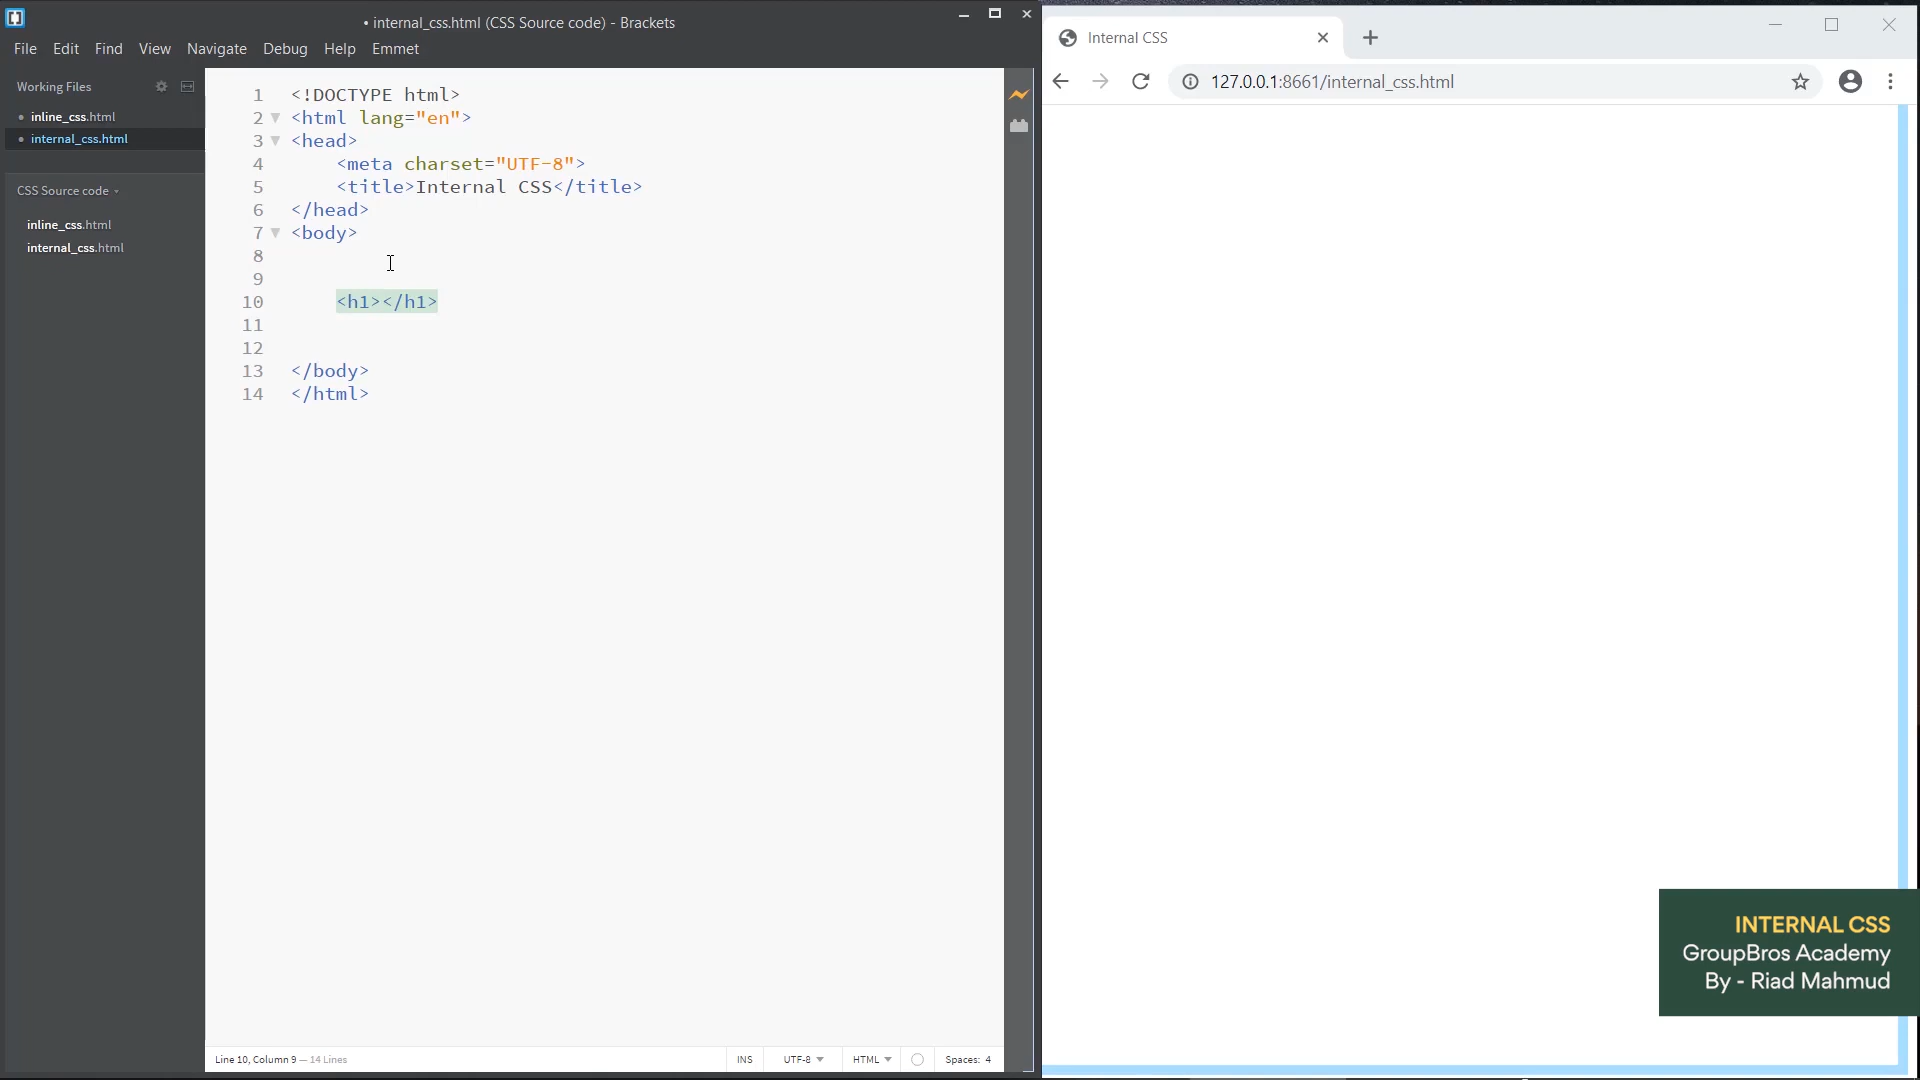 • internal_css.html (CSS Source code) - Brackets
File Edit Find View Navigate Debug Help Emmet
Working Files
inline_css.html
internal_css.html
CSS Source code
inline_css.html
internal_css.html
1 <!DOCTYPE html>
2 <html lang="en">
3 <head>
4 <meta charset="UTF-8">
5 <title>Internal CSS</title>
6 </head>
7 <body>
8
9
10 <h1></h1>
11
12
13 </body>
14 </html>
Line 10, Column 9 — 14 Lines
INS UTF-8 HTML Spaces: 4
Internal CSS
127.0.0.1:8661/internal_css.html
INTERNAL CSS
GroupBros Academy
By - Riad Mahmud